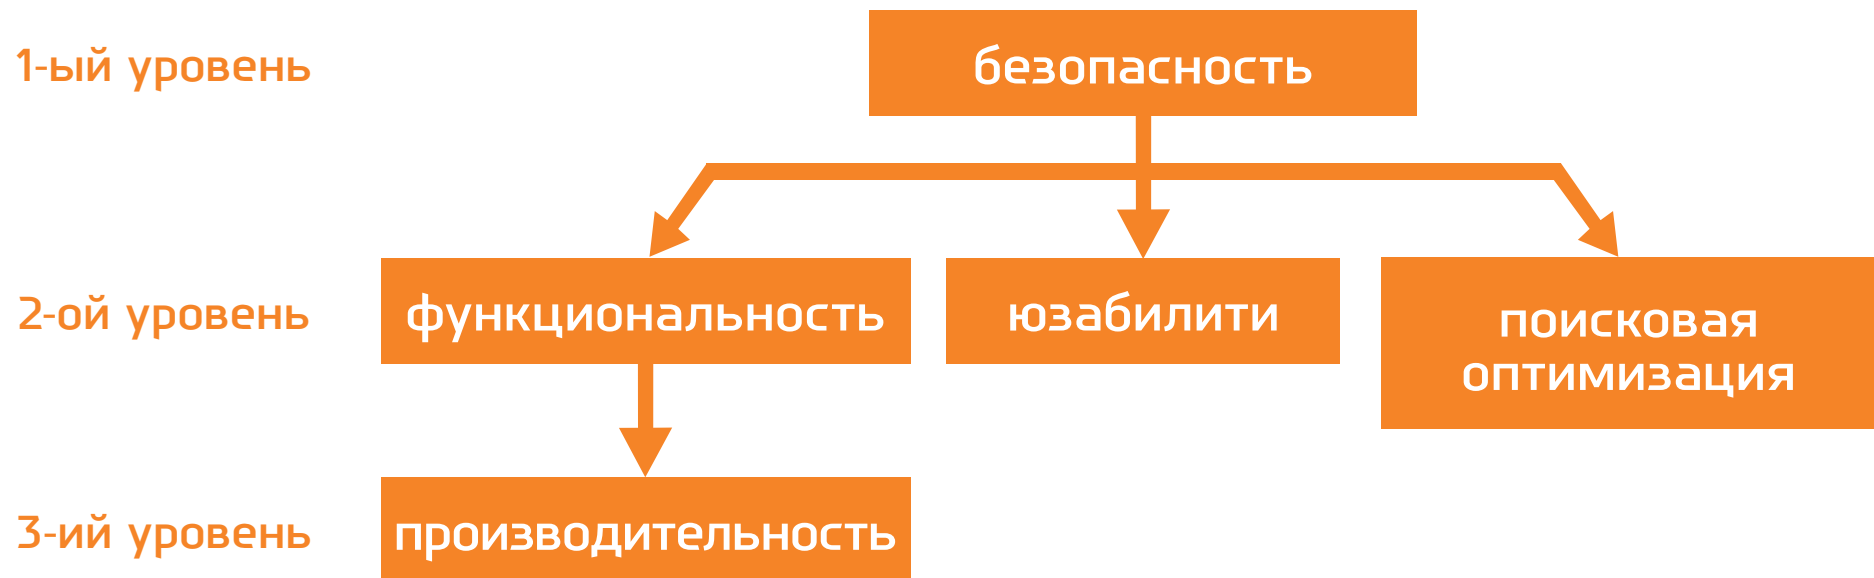 1-ый уровень
безопасность
2-ой уровень
функциональность
юзабилити
поисковая
оптимизация
3-ий уровень
производительность